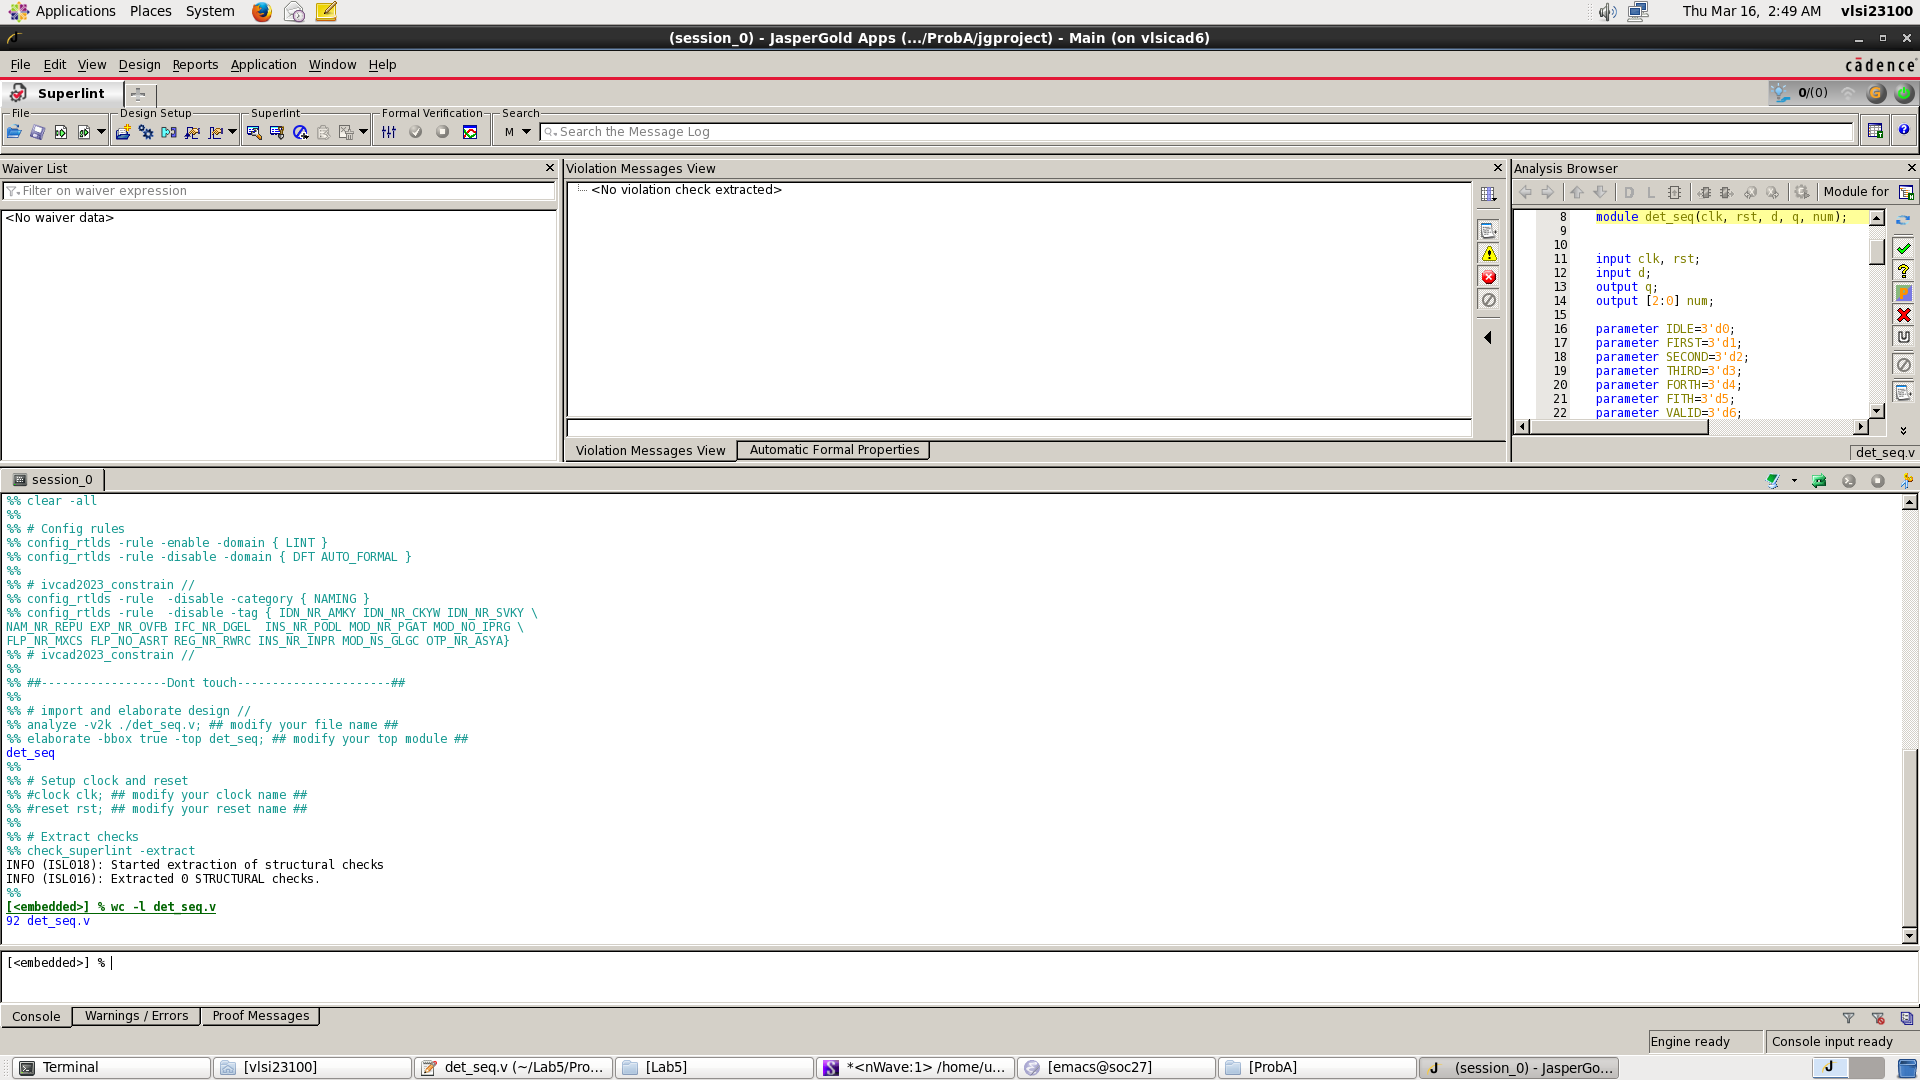 Applications Places System Thu Mar 16, 2:49 AM vlsi23100
(session_0) - JasperGold Apps (.../ProbA/jgproject) - Main (on vlsicad6)
File Edit View Design Reports Application Window Help cādence
Superlint 0/(0)
File Design Setup Superlint Formal Verification Search
M Search the Message Log
Waiver List
Filter on waiver expression
<No waiver data>
Violation Messages View
<No violation check extracted>
Violation Messages View Automatic Formal Properties
Analysis Browser
D L Module for
8 module det_seq(clk, rst, d, q, num);
9
10
11 input clk, rst;
12 input d;
13 output q;
14 output [2:0] num;
15
16 parameter IDLE=3'd0;
17 parameter FIRST=3'd1;
18 parameter SECOND=3'd2;
19 parameter THIRD=3'd3;
20 parameter FORTH=3'd4;
21 parameter FITH=3'd5;
22 parameter VALID=3'd6;
det_seq.v
session_0
%% clear -all
%%
%% # Config rules
%% config_rtlds -rule -enable -domain { LINT }
%% config_rtlds -rule -disable -domain { DFT AUTO_FORMAL }
%%
%% # ivcad2023_constrain //
%% config_rtlds -rule  -disable -category { NAMING }
%% config_rtlds -rule  -disable -tag { IDN_NR_AMKY IDN_NR_CKYW IDN_NR_SVKY \
NAM_NR_REPU EXP_NR_OVFB IFC_NR_DGEL  INS_NR_PODL MOD_NR_PGAT MOD_NO_IPRG \
FLP_NR_MXCS FLP_NO_ASRT REG_NR_RWRC INS_NR_INPR MOD_NS_GLGC OTP_NR_ASYA}
%% # ivcad2023_constrain //
%%
%% ##------------------Dont touch----------------------##
%%
%% # import and elaborate design //
%% analyze -v2k ./det_seq.v; ## modify your file name ##
%% elaborate -bbox true -top det_seq; ## modify your top module ##
det_seq
%%
%% # Setup clock and reset
%% #clock clk; ## modify your clock name ##
%% #reset rst; ## modify your reset name ##
%%
%% # Extract checks
%% check_superlint -extract
INFO (ISL018): Started extraction of structural checks
INFO (ISL016): Extracted 0 STRUCTURAL checks.
%%
[<embedded>] % wc -l det_seq.v
92 det_seq.v
[<embedded>] %
Console Warnings / Errors Proof Messages
Engine ready Console input ready
Terminal [vlsi23100] det_seq.v (~/Lab5/Pro... [Lab5] *<nWave:1> /home/u... [emacs@soc27] [ProbA] (session_0) - JasperGo...